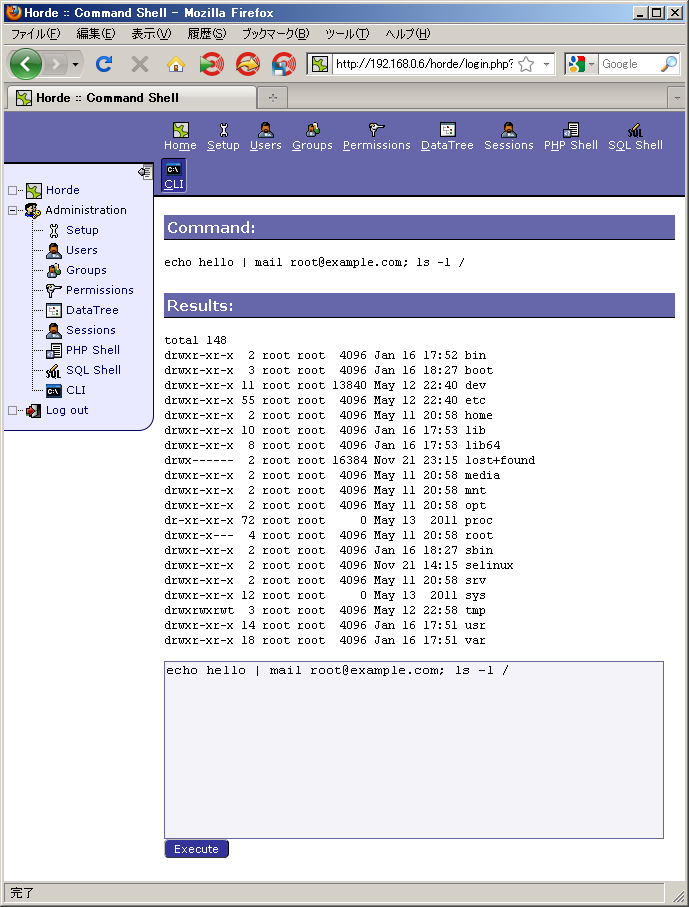 Horde :: Command Shell - Mozilla Firefox
ファイル(F) 編集(E) 表示(V) 履歴(S) ブックマーク(B) ツール(T) ヘルプ(H)
http://192.168.0.6/horde/login.php? Google
Horde :: Command Shell
Home Setup Users Groups Permissions DataTree Sessions PHP Shell SQL Shell
CLI
Horde
Administration
Setup
Users
Groups
Permissions
DataTree
Sessions
PHP Shell
SQL Shell
CLI
Log out
Command:
echo hello | mail root@example.com; ls -l /
Results:
total 148
drwxr-xr-x  2 root root  4096 Jan 16 17:52 bin
drwxr-xr-x  3 root root  4096 Jan 16 18:27 boot
drwxr-xr-x 11 root root 13840 May 12 22:40 dev
drwxr-xr-x 55 root root  4096 May 12 22:40 etc
drwxr-xr-x  2 root root  4096 May 11 20:58 home
drwxr-xr-x 10 root root  4096 Jan 16 17:53 lib
drwxr-xr-x  8 root root  4096 Jan 16 17:53 lib64
drwx------  2 root root 16384 Nov 21 23:15 lost+found
drwxr-xr-x  2 root root  4096 May 11 20:58 media
drwxr-xr-x  2 root root  4096 May 11 20:58 mnt
drwxr-xr-x  2 root root  4096 May 11 20:58 opt
dr-xr-xr-x 72 root root     0 May 13  2011 proc
drwxr-x---  4 root root  4096 May 11 20:58 root
drwxr-xr-x  2 root root  4096 Jan 16 18:27 sbin
drwxr-xr-x  2 root root  4096 Nov 21 14:15 selinux
drwxr-xr-x  2 root root  4096 May 11 20:58 srv
drwxr-xr-x 12 root root     0 May 13  2011 sys
drwxrwxrwt  3 root root  4096 May 12 22:58 tmp
drwxr-xr-x 14 root root  4096 Jan 16 17:51 usr
drwxr-xr-x 18 root root  4096 Jan 16 17:51 var
echo hello | mail root@example.com; ls -l /
Execute
完了